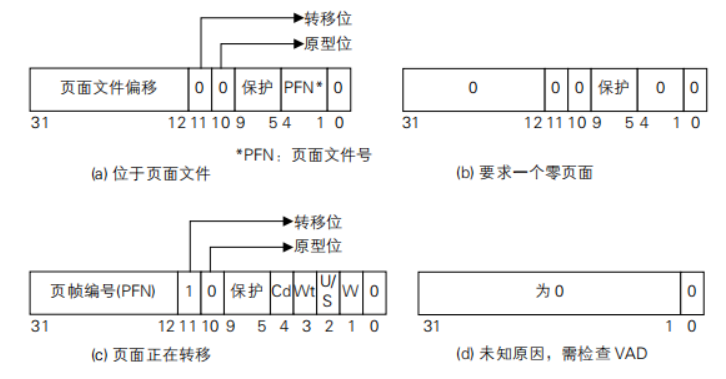 转移位
原型位
页面文件偏移 0 0 保护 PFN* 0
31 12 11 10 9 5 4 1 0
*PFN：页面文件号
(a) 位于页面文件
0 0 0 保护 0 0
31 12 11 10 9 5 4 1 0
(b) 要求一个零页面
转移位
原型位
页帧编号(PFN) 1 0 保护 Cd Wt U/S W 0
31 12 11 10 9 5 4 3 2 1 0
(c) 页面正在转移
为 0 0
31 1 0
(d) 未知原因，需检查 VAD